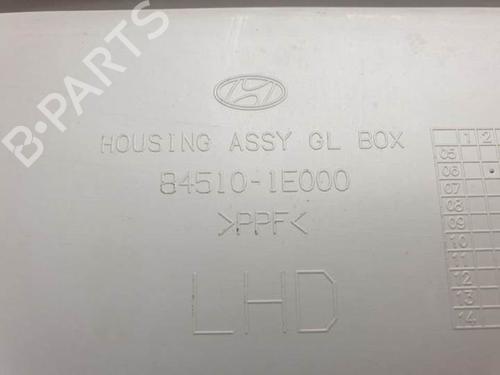 HOUSING ASSY GL BOX
84510-1E000
>PPF<
LHD
1 2
05
06
07
08
09
10
11
12
13
14
B-PARTS